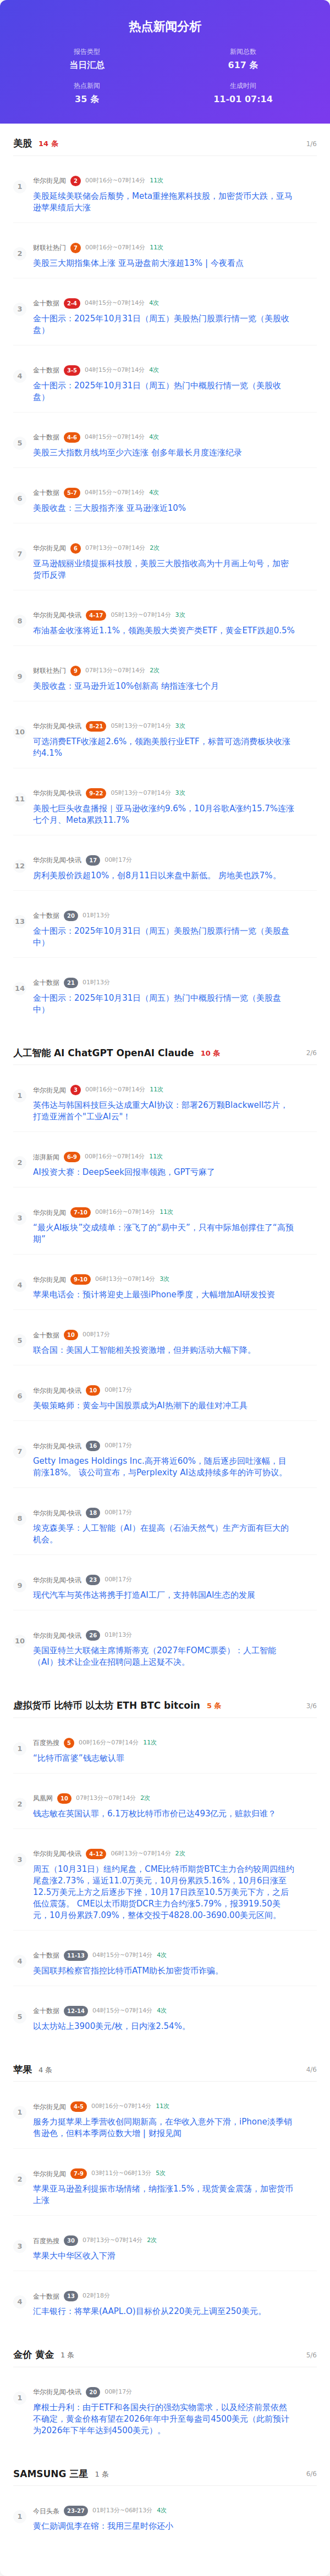 热点新闻分析
报告类型
新闻总数
当日汇总
617 条
热点新闻
生成时间
35 条
11-01 07:14
美股 14 条 1/6
1
华尔街见闻 2 00时16分~07时14分 11次
美股延续美联储会后颓势，Meta重挫拖累科技股，加密货币大跌，亚马
逊苹果绩后大涨
2
财联社热门 7 00时16分~07时14分 11次
美股三大期指集体上涨 亚马逊盘前大涨超13% | 今夜看点
3
金十数据 2-4 04时15分~07时14分 4次
金十图示：2025年10月31日（周五）美股热门股票行情一览（美股收
盘）
4
金十数据 3-5 04时15分~07时14分 4次
金十图示：2025年10月31日（周五）热门中概股行情一览（美股收
盘）
5
金十数据 4-6 04时15分~07时14分 4次
美股三大指数月线均至少六连涨 创多年最长月度连涨纪录
6
金十数据 5-7 04时15分~07时14分 4次
美股收盘：三大股指齐涨 亚马逊涨近10%
7
华尔街见闻 6 07时13分~07时14分 2次
亚马逊靓丽业绩提振科技股，美股三大股指收高为十月画上句号，加密
货币反弹
8
华尔街见闻-快讯 4-17 05时13分~07时14分 3次
布油基金收涨将近1.1%，领跑美股大类资产类ETF，黄金ETF跌超0.5%
9
财联社热门 9 07时13分~07时14分 2次
美股收盘：亚马逊升近10%创新高 纳指连涨七个月
10
华尔街见闻-快讯 8-21 05时13分~07时14分 3次
可选消费ETF收涨超2.6%，领跑美股行业ETF，标普可选消费板块收涨
约4.1%
11
华尔街见闻-快讯 9-22 05时13分~07时14分 3次
美股七巨头收盘播报｜亚马逊收涨约9.6%，10月谷歌A涨约15.7%连涨
七个月、Meta累跌11.7%
12
华尔街见闻-快讯 17 00时17分
房利美股价跌超10%，创8月11日以来盘中新低。 房地美也跌7%。
13
金十数据 20 01时13分
金十图示：2025年10月31日（周五）美股热门股票行情一览（美股盘
中）
14
金十数据 21 01时13分
金十图示：2025年10月31日（周五）热门中概股行情一览（美股盘
中）
人工智能 AI ChatGPT OpenAI Claude 10 条 2/6
1
华尔街见闻 3 00时16分~07时14分 11次
英伟达与韩国科技巨头达成重大AI协议：部署26万颗Blackwell芯片，
打造亚洲首个"工业AI云"！
2
澎湃新闻 6-9 00时16分~07时14分 11次
AI投资大赛：DeepSeek回报率领跑，GPT亏麻了
3
华尔街见闻 7-10 00时16分~07时14分 11次
“最火AI板块”交成绩单：涨飞了的“易中天”，只有中际旭创撑住了“高预
期”
4
华尔街见闻 9-10 06时13分~07时14分 3次
苹果电话会：预计将迎史上最强iPhone季度，大幅增加AI研发投资
5
金十数据 10 00时17分
联合国：美国人工智能相关投资激增，但并购活动大幅下降。
6
华尔街见闻-快讯 10 00时17分
美银策略师：黄金与中国股票成为AI热潮下的最佳对冲工具
7
华尔街见闻-快讯 16 00时17分
Getty Images Holdings Inc.高开将近60%，随后逐步回吐涨幅，目
前涨18%。 该公司宣布，与Perplexity AI达成持续多年的许可协议。
8
华尔街见闻-快讯 18 00时17分
埃克森美孚：人工智能（AI）在提高（石油天然气）生产方面有巨大的
机会。
9
华尔街见闻-快讯 23 00时17分
现代汽车与英伟达将携手打造AI工厂，支持韩国AI生态的发展
10
华尔街见闻-快讯 26 01时13分
美国亚特兰大联储主席博斯蒂克（2027年FOMC票委）：人工智能
（AI）技术让企业在招聘问题上迟疑不决。
虚拟货币 比特币 以太坊 ETH BTC bitcoin 5 条 3/6
1
百度热搜 5 00时16分~07时14分 11次
“比特币富婆”钱志敏认罪
2
凤凰网 10 07时13分~07时14分 2次
钱志敏在英国认罪，6.1万枚比特币市价已达493亿元，赃款归谁？
3
华尔街见闻-快讯 4-12 06时13分~07时14分 2次
周五（10月31日）纽约尾盘，CME比特币期货BTC主力合约较周四纽约
尾盘涨2.73%，逼近11.0万美元，10月份累跌5.16%，10月6日涨至
12.5万美元上方之后逐步下挫，10月17日跌至10.5万美元下方，之后
低位震荡。 CME以太币期货DCR主力合约涨5.79%，报3919.50美
元，10月份累跌7.09%，整体交投于4828.00-3690.00美元区间。
4
金十数据 11-13 04时15分~07时14分 4次
美国联邦检察官指控比特币ATM助长加密货币诈骗。
5
金十数据 12-14 04时15分~07时14分 4次
以太坊站上3900美元/枚，日内涨2.54%。
苹果 4 条 4/6
1
华尔街见闻 4-5 00时16分~07时14分 11次
服务力挺苹果上季营收创同期新高，在华收入意外下滑，iPhone淡季销
售逊色，但料本季两位数大增 | 财报见闻
2
华尔街见闻 7-9 03时11分~06时13分 5次
苹果亚马逊盈利提振市场情绪，纳指涨1.5%，现货黄金震荡，加密货币
上涨
3
百度热搜 30 07时13分~07时14分 2次
苹果大中华区收入下滑
4
金十数据 13 02时18分
汇丰银行：将苹果(AAPL.O)目标价从220美元上调至250美元。
金价 黄金 1 条 5/6
1
华尔街见闻-快讯 20 00时17分
摩根士丹利：由于ETF和各国央行的强劲实物需求，以及经济前景依然
不确定，黄金价格有望在2026年年中升至每盎司4500美元（此前预计
为2026年下半年达到4500美元）。
SAMSUNG 三星 1 条 6/6
1
今日头条 23-27 01时13分~06时13分 4次
黄仁勋调侃李在镕：我用三星时你还小